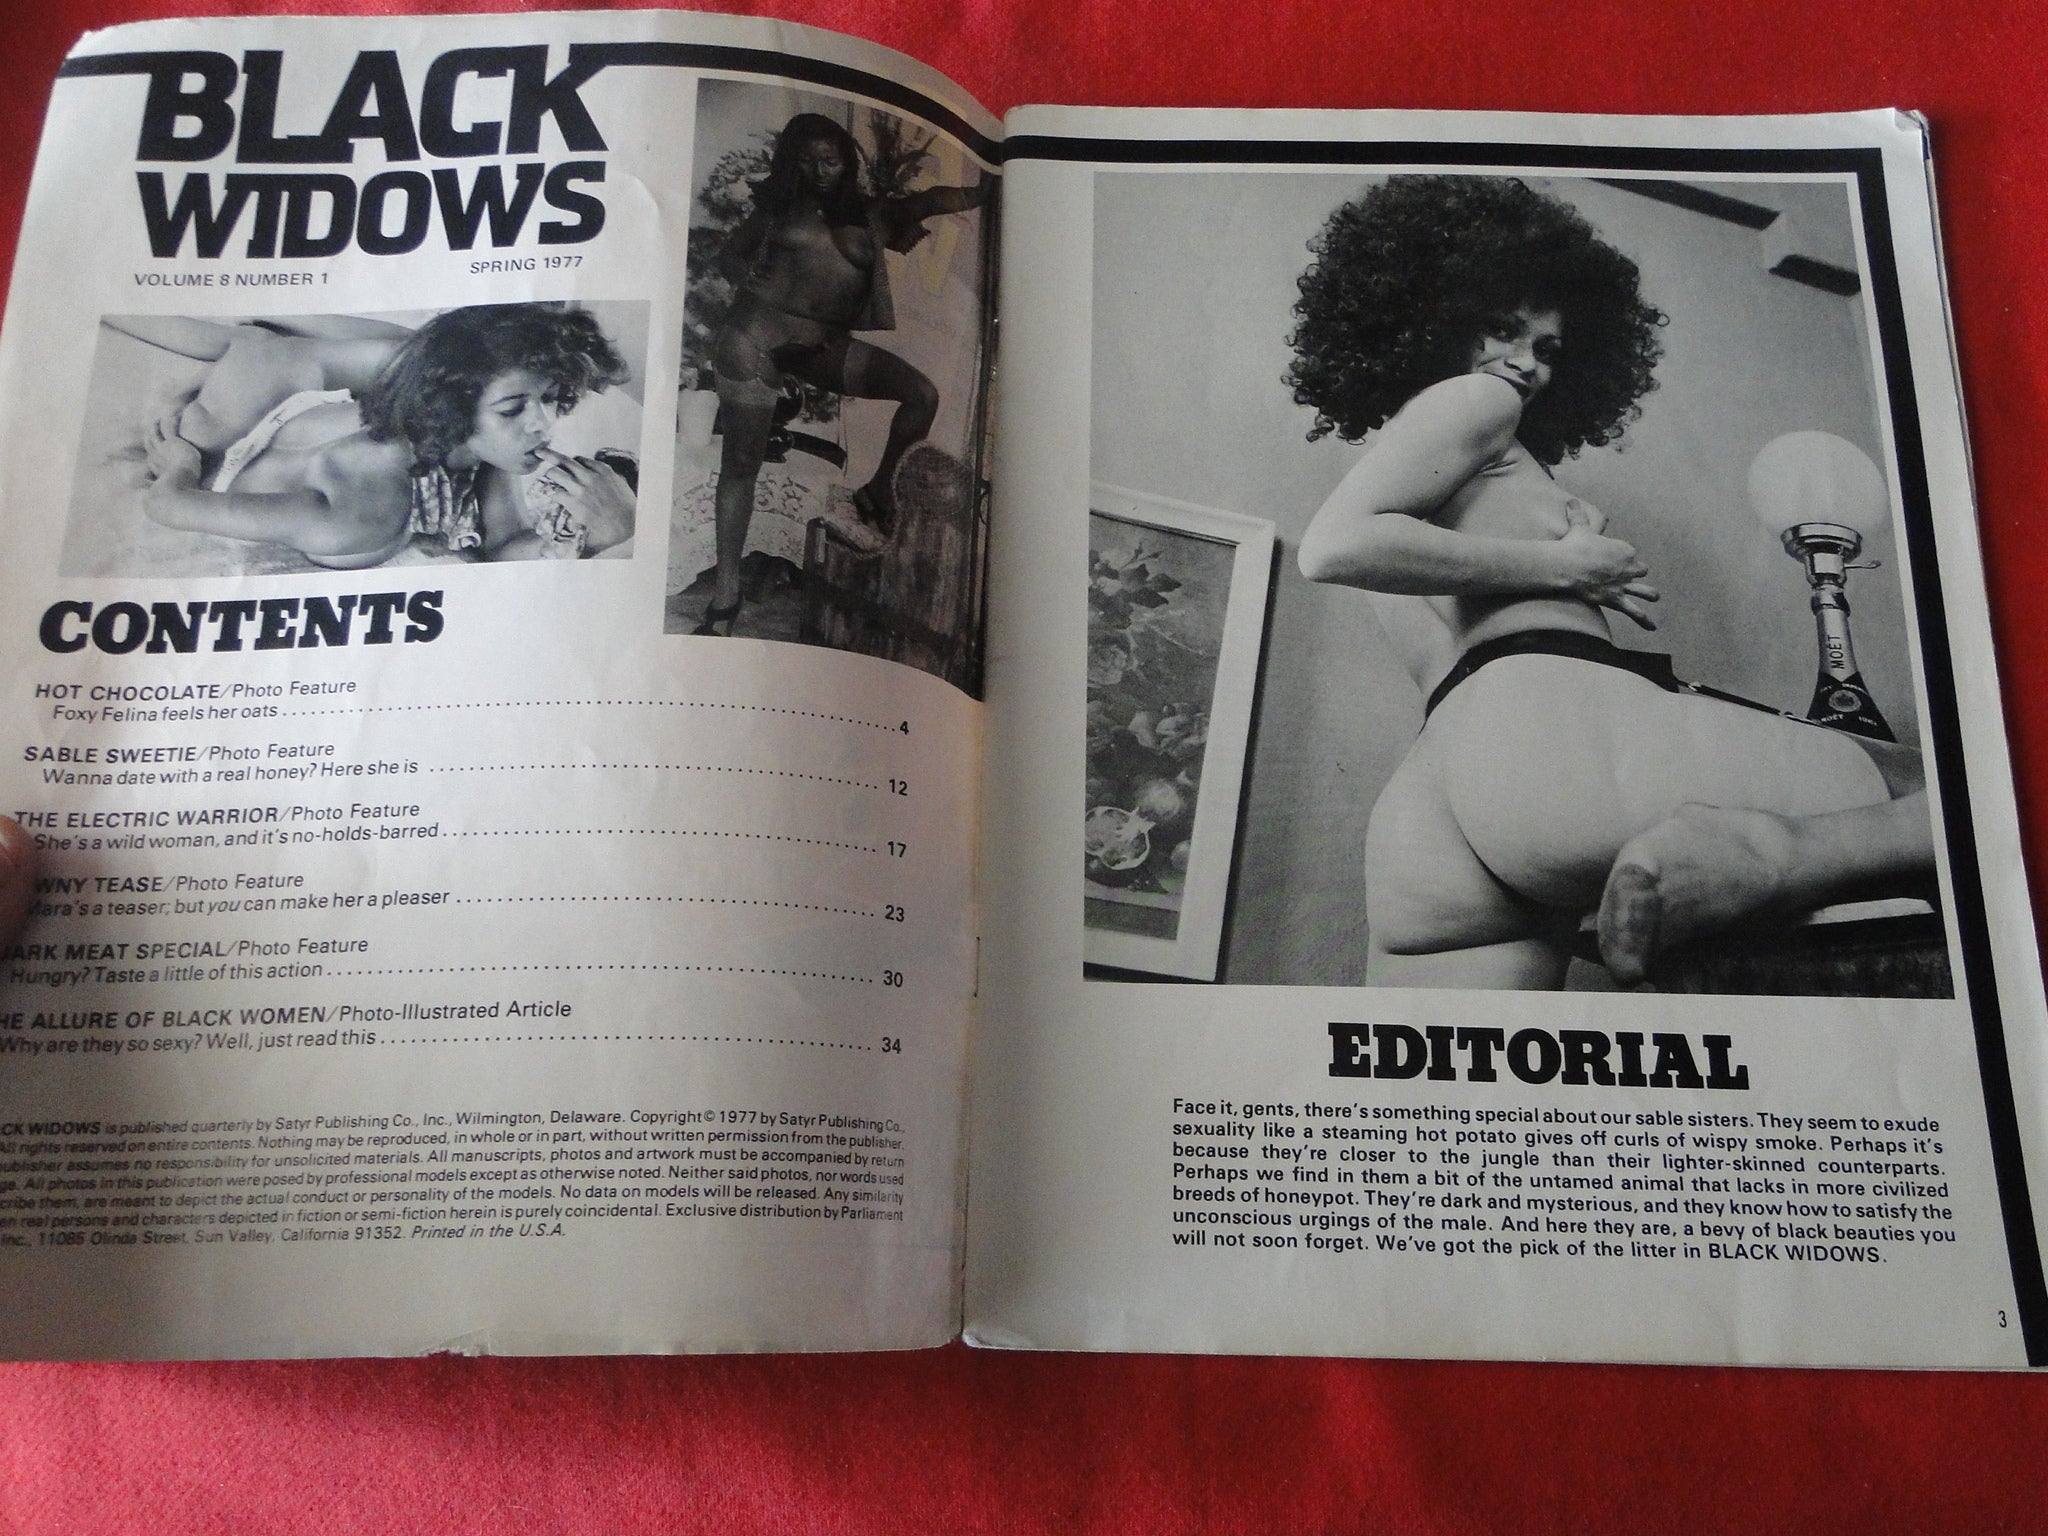 BLACK
WIDOWS
VOLUME 8 NUMBER 1
SPRING 1977
CONTENTS
HOT CHOCOLATE/Photo Feature
Foxy Felina feels her oats 4
SABLE SWEETIE/Photo Feature
Wanna date with a real honey? Here she is 12
THE ELECTRIC WARRIOR/Photo Feature
She's a wild woman, and it's no-holds-barred 17
WNY TEASE/Photo Feature
Mara's a teaser; but you can make her a pleaser 23
DARK MEAT SPECIAL/Photo Feature
Hungry? Taste a little of this action 30
HE ALLURE OF BLACK WOMEN/Photo-Illustrated Article
Why are they so sexy? Well, just read this 34
CK WIDOWS is published quarterly by Satyr Publishing Co., Inc., Wilmington, Delaware. Copyright © 1977 by Satyr Publishing Co.,
All rights reserved on entire contents. Nothing may be reproduced, in whole or in part, without written permission from the publisher.
ublisher assumes no responsibility for unsolicited materials. All manuscripts, photos and artwork must be accompanied by return
ge. All photos in this publication were posed by professional models except as otherwise noted. Neither said photos, nor words used
cribe them, are meant to depict the actual conduct or personality of the models. No data on models will be released. Any similarity
en real persons and characters depicted in fiction or semi-fiction herein is purely coincidental. Exclusive distribution by Parliament
Inc., 11085 Olinda Street, Sun Valley, California 91352. Printed in the U.S.A.
MOËT
EDITORIAL
Face it, gents, there's something special about our sable sisters. They seem to exude
sexuality like a steaming hot potato gives off curls of wispy smoke. Perhaps it's
because they're closer to the jungle than their lighter-skinned counterparts.
Perhaps we find in them a bit of the untamed animal that lacks in more civilized
breeds of honeypot. They're dark and mysterious, and they know how to satisfy the
unconscious urgings of the male. And here they are, a bevy of black beauties you
will not soon forget. We've got the pick of the litter in BLACK WIDOWS.
3